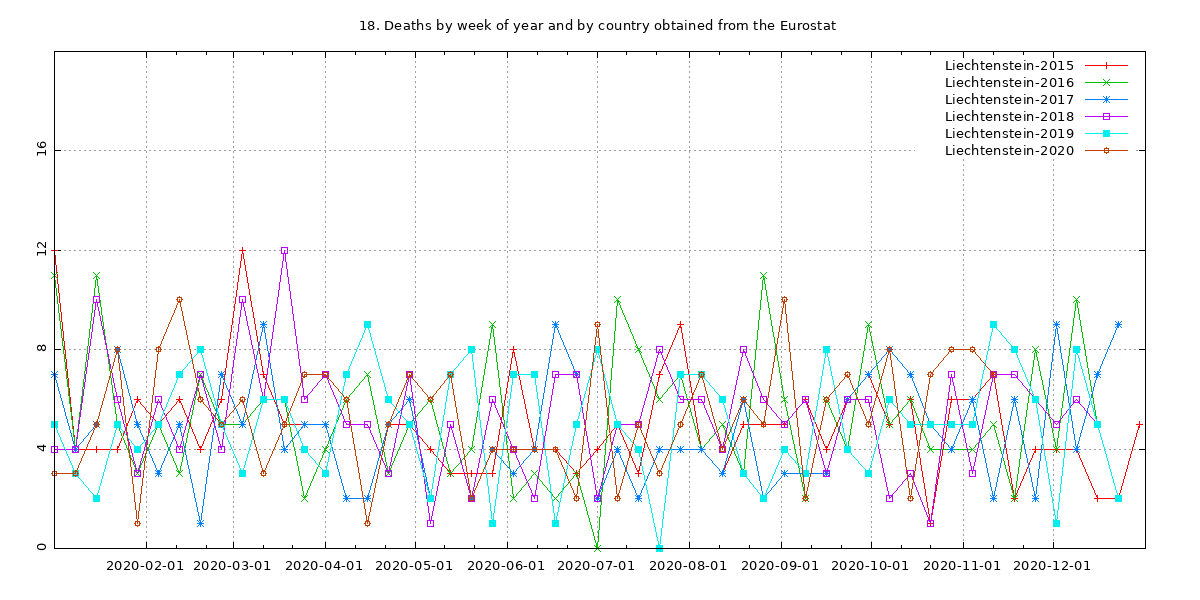 18. Deaths by week of year and by country obtained from the Eurostat
Liechtenstein-2015
Liechtenstein-2016
Liechtenstein-2017
Liechtenstein-2018
Liechtenstein-2019
Liechtenstein-2020
16
12
8
4
0
2020-02-01 2020-03-01 2020-04-01 2020-05-01 2020-06-01 2020-07-01 2020-08-01 2020-09-01 2020-10-01 2020-11-01 2020-12-01